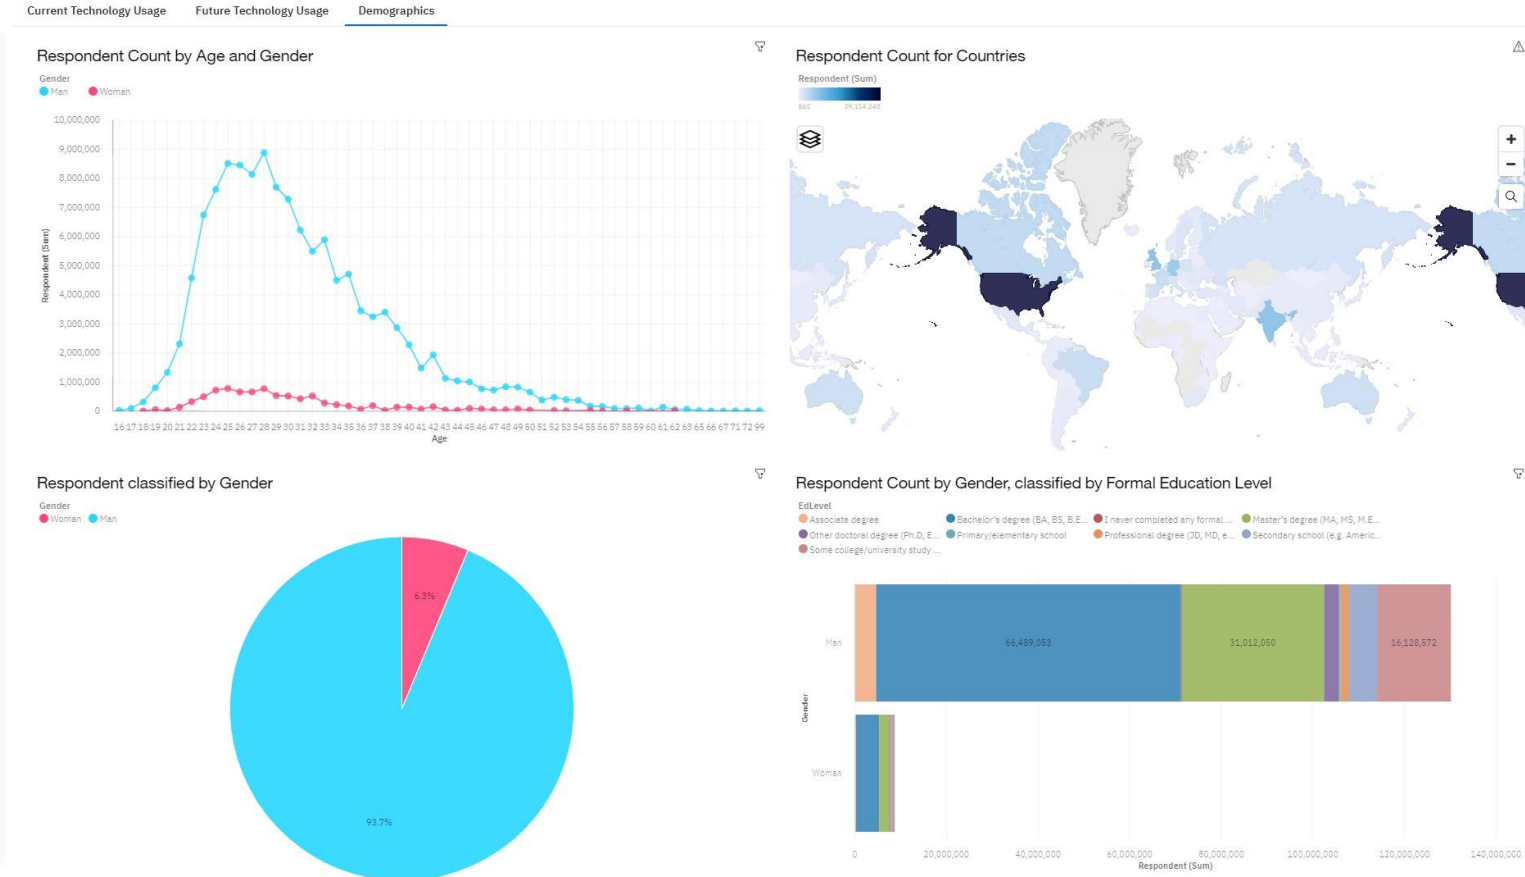 Current Technology Usage Future Technology Usage Demographics
Respondent Count by Age and Gender
Gender
Man Woman
10,000,000
9,000,000
8,000,000
7,000,000
6,000,000
5,000,000
4,000,000
3,000,000
2,000,000
1,000,000
0
Respondent (Sum)
16 17 18 19 20 21 22 23 24 25 26 27 28 29 30 31 32 33 34 35 36 37 38 39 40 41 42 43 44 45 46 47 48 49 50 51 52 53 54 55 56 57 58 59 60 61 62 63 65 66 67 71 72 99
Age
Respondent Count for Countries
Respondent (Sum)
865 39,154,240
Respondent classified by Gender
Gender
Woman Man
6.3%
93.7%
Respondent Count by Gender, classified by Formal Education Level
EdLevel
Associate degree Bachelor's degree (BA, BS, B.E... I never completed any formal ... Master's degree (MA, MS, M.E...
Other doctoral degree (Ph.D, E... Primary/elementary school Professional degree (JD, MD, e... Secondary school (e.g. Americ...
Some college/university study ...
Man
66,489,053 31,012,050 16,128,572
Gender
Woman
0 20,000,000 40,000,000 60,000,000 80,000,000 100,000,000 120,000,000 140,000,000
Respondent (Sum)